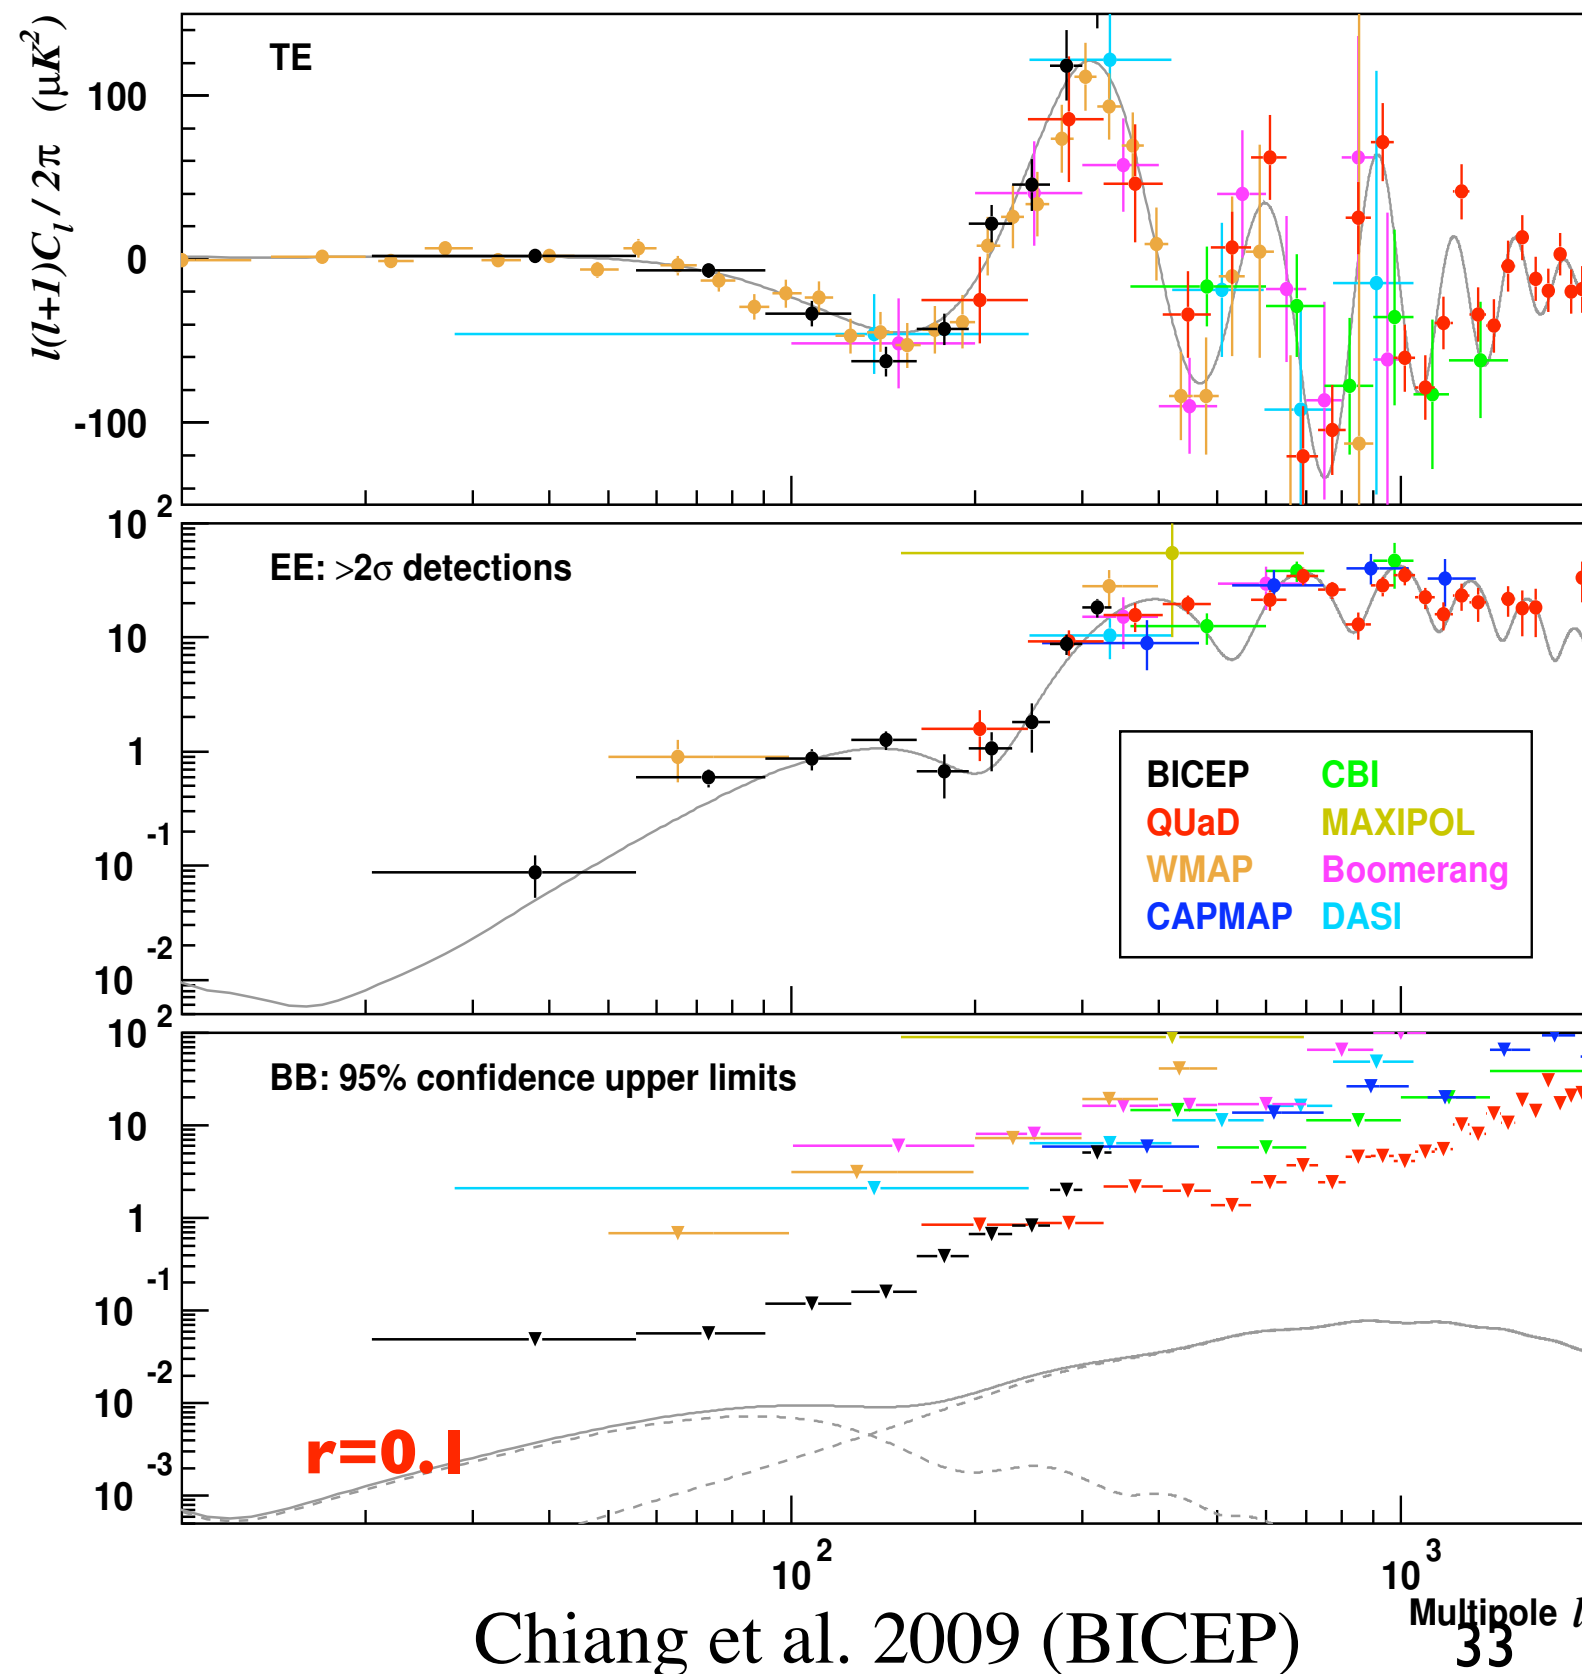 l(l+1)C_l / 2π (μK²)
TE
100
0
-100
EE: >2σ detections
10²
10
1
10⁻¹
10⁻²
BICEP CBI
QUaD MAXIPOL
WMAP Boomerang
CAPMAP DASI
BB: 95% confidence upper limits
10²
10
1
10⁻¹
10⁻²
10⁻³
r=0.1
10² 10³
Multipole l
Chiang et al. 2009 (BICEP)
33